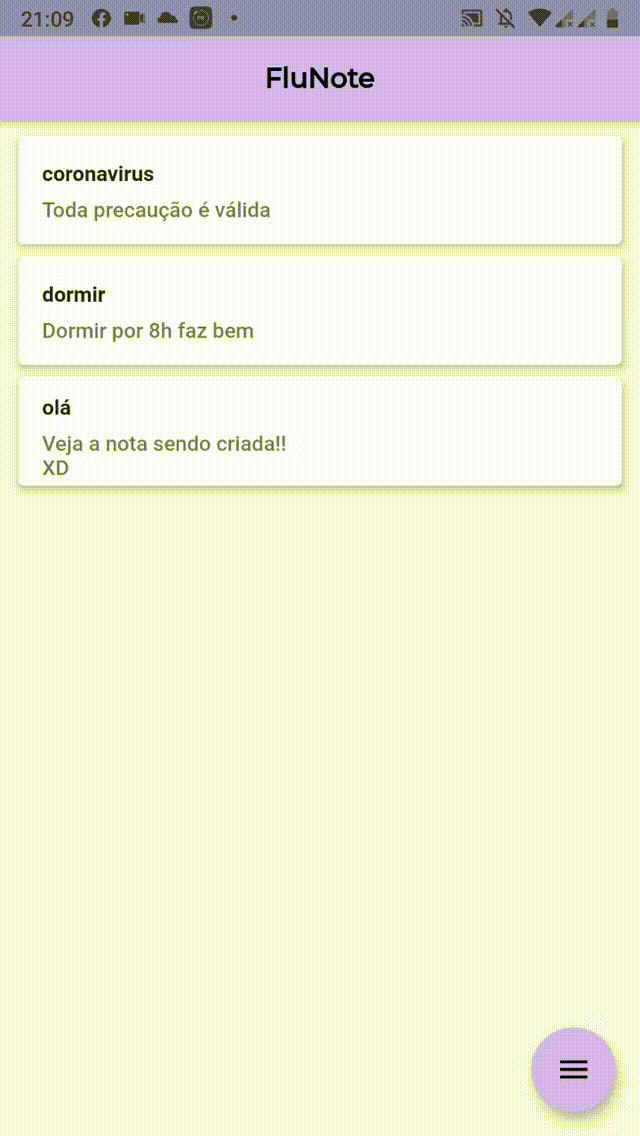 21:09
FluNote
coronavirus
Toda precaução é válida
dormir
Dormir por 8h faz bem
olá
Veja a nota sendo criada!!
XD